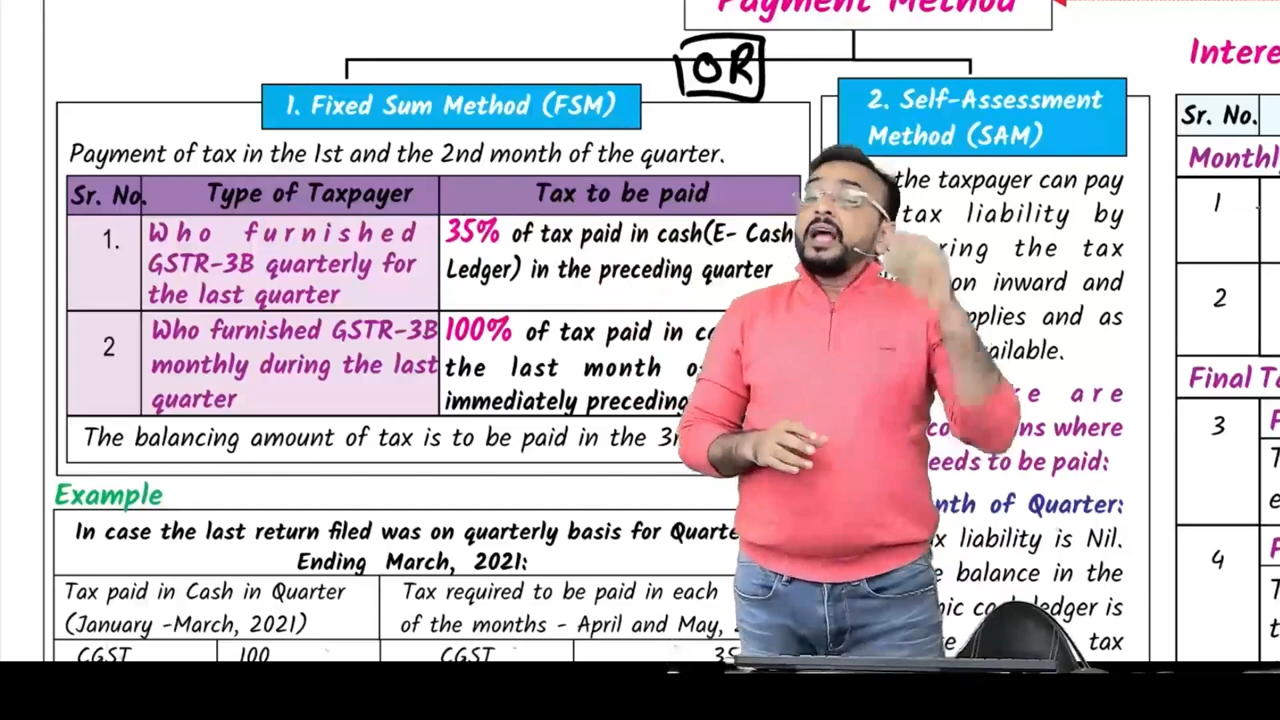 Payment Method
OR
1. Fixed Sum Method (FSM)
Payment of tax in the 1st and the 2nd month of the quarter.
Sr. No. Type of Taxpayer Tax to be paid
1. Who furnished GSTR-3B quarterly for the last quarter
35% of tax paid in cash(E- Cash
Ledger) in the preceding quarter
2 Who furnished GSTR-3B monthly during the last quarter
100% of tax paid in
the last month
immediately preceding
The balancing amount of tax is to be paid in the
Example
In case the last return filed was on quarterly basis for
Ending March, 2021:
Tax paid in Cash in Quarter
(January -March, 2021)
Tax required to be paid in each
of the months - April and May,
CGST 100 CGST 35
2. Self-Assessment
Method (SAM)
the taxpayer can pay
tax liability by
the tax
on inward and
and as
are
where
needs to be paid:
of Quarter:
liability is Nil.
balance in the
ledger is
tax
Sr. No.
1
2
Final
3
4